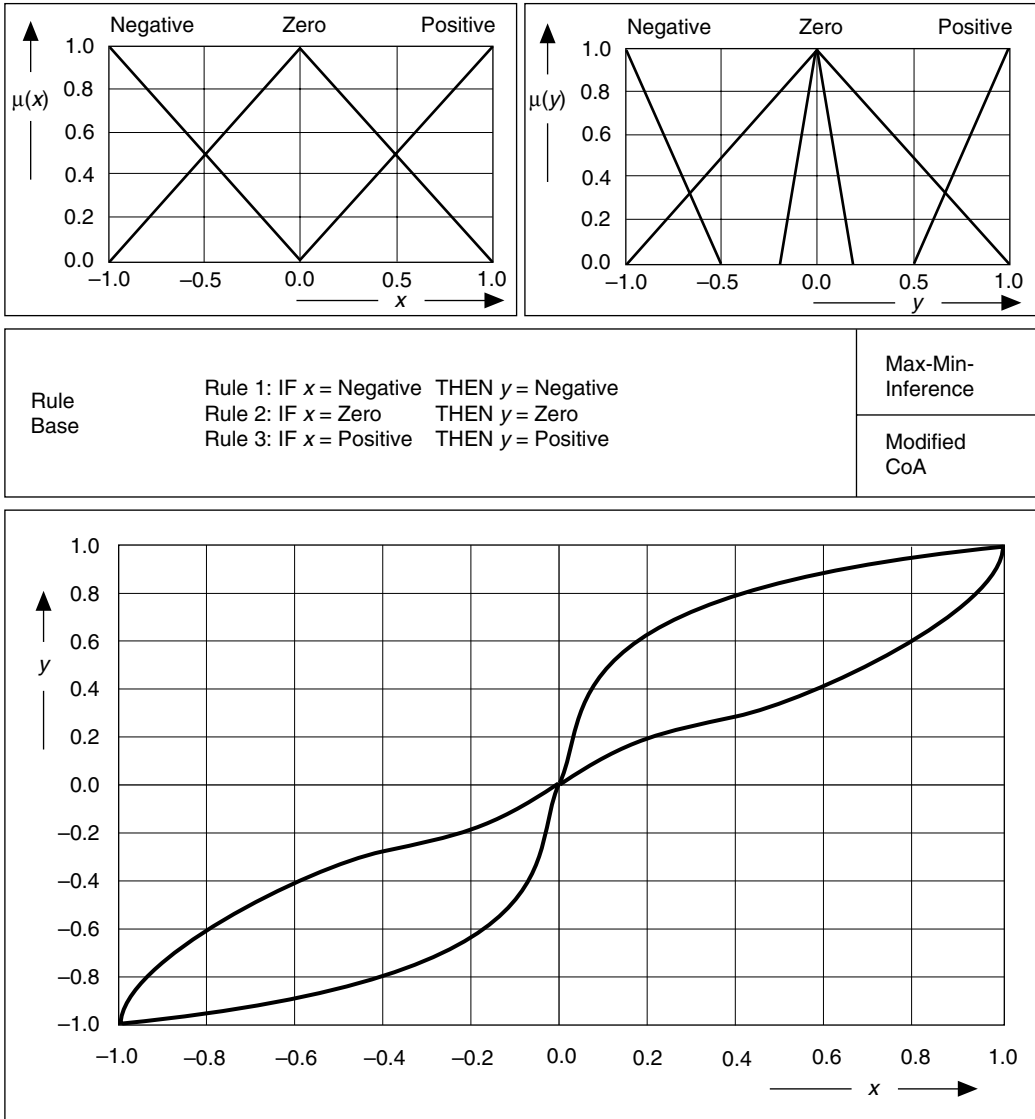 Negative Zero Positive
1.0
0.8
μ(x)
0.6
0.4
0.2
0.0
–1.0 –0.5 0.0 0.5 1.0
x
Negative Zero Positive
1.0
0.8
μ(y)
0.6
0.4
0.2
0.0
–1.0 –0.5 0.0 0.5 1.0
y
Rule
Base
Rule 1: IF x = Negative THEN y = Negative
Rule 2: IF x = Zero THEN y = Zero
Rule 3: IF x = Positive THEN y = Positive
Max-Min-
Inference
Modified
CoA
1.0
0.8
0.6
y
0.4
0.2
0.0
–0.2
–0.4
–0.6
–0.8
–1.0
–1.0 –0.8 –0.6 –0.4 –0.2 0.0 0.2 0.4 0.6 0.8 1.0
x